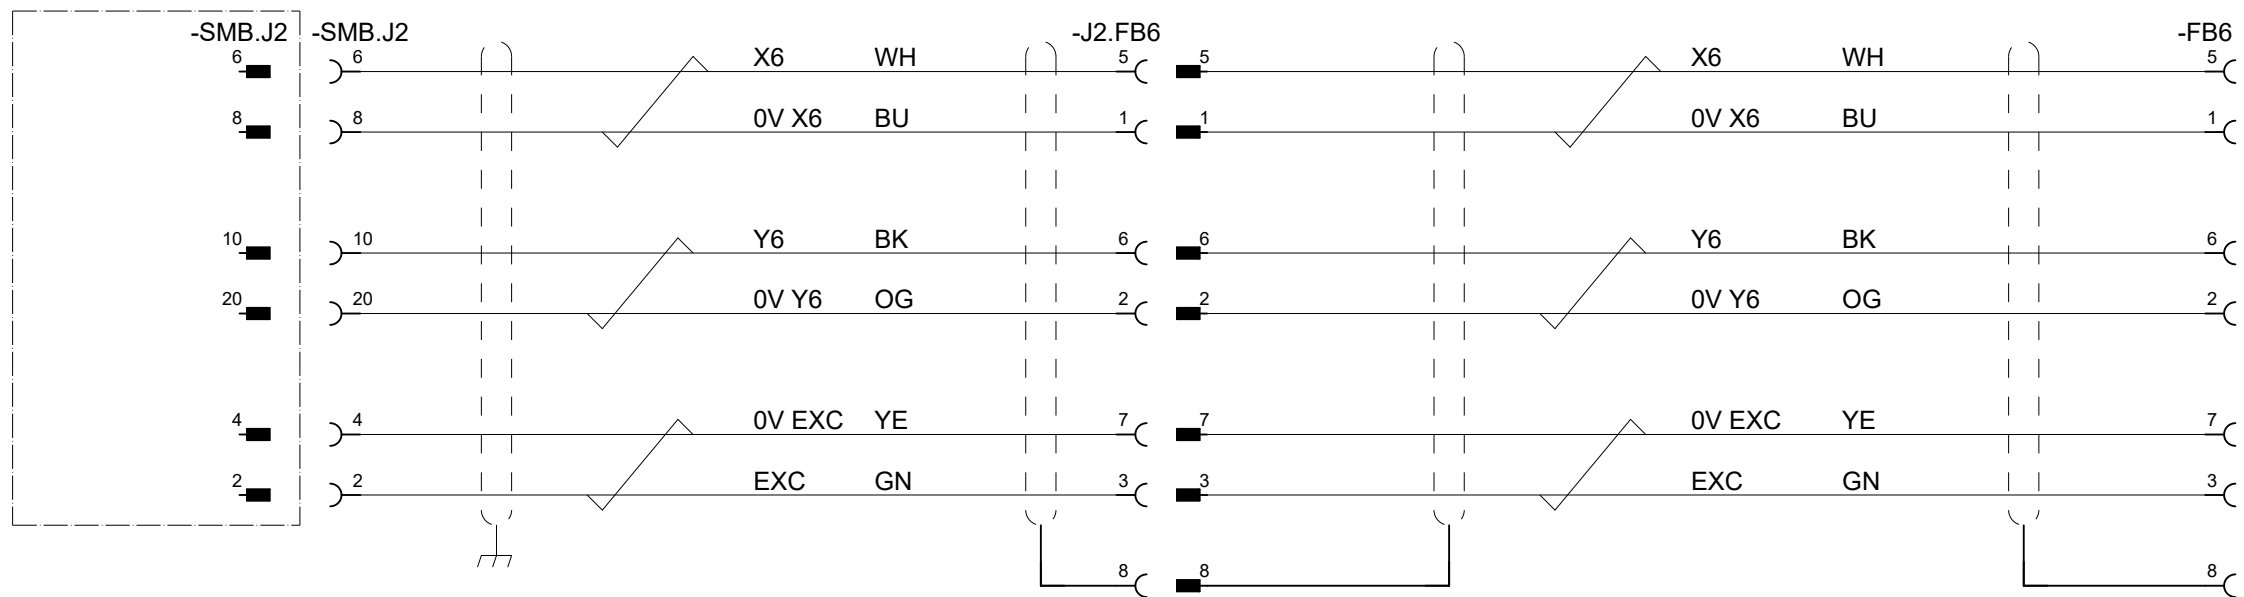 -SMB.J2 -SMB.J2 -J2.FB6 -FB6
6 6 X6 WH 5 5 X6 WH 5
8 8 0V X6 BU 1 1 0V X6 BU 1
10 10 Y6 BK 6 6 Y6 BK 6
20 20 0V Y6 OG 2 2 0V Y6 OG 2
4 4 0V EXC YE 7 7 0V EXC YE 7
2 2 EXC GN 3 3 EXC GN 3
8 8 8